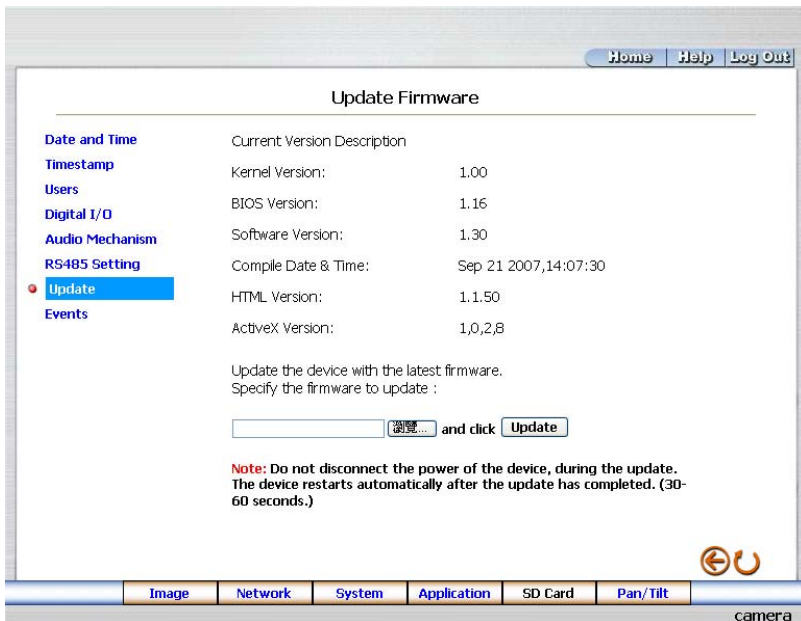 Home Help Log Out
Update Firmware
Date and Time
Timestamp
Users
Digital I/O
Audio Mechanism
RS485 Setting
Update
Events
Current Version Description
Kernel Version: 1.00
BIOS Version: 1.16
Software Version: 1.30
Compile Date & Time: Sep 21 2007,14:07:30
HTML Version: 1.1.50
ActiveX Version: 1,0,2,8
Update the device with the latest firmware.
Specify the firmware to update :
瀏覽... and click Update
Note: Do not disconnect the power of the device, during the update.
The device restarts automatically after the update has completed. (30-
60 seconds.)
Image Network System Application SD Card Pan/Tilt
camera